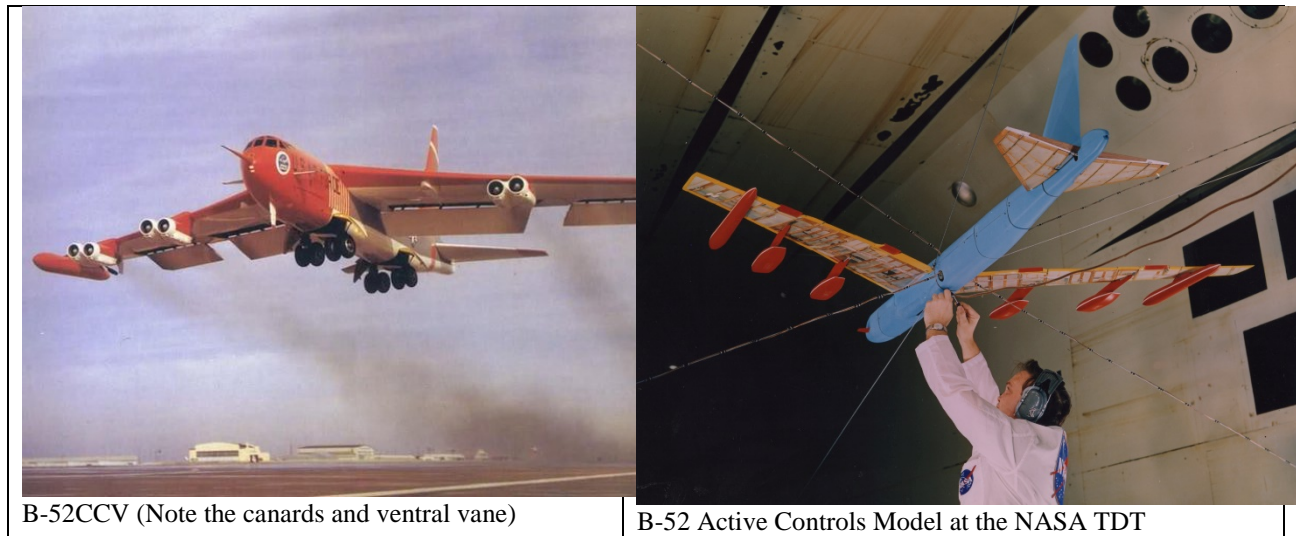 B-52CCV (Note the canards and ventral vane)
B-52 Active Controls Model at the NASA TDT